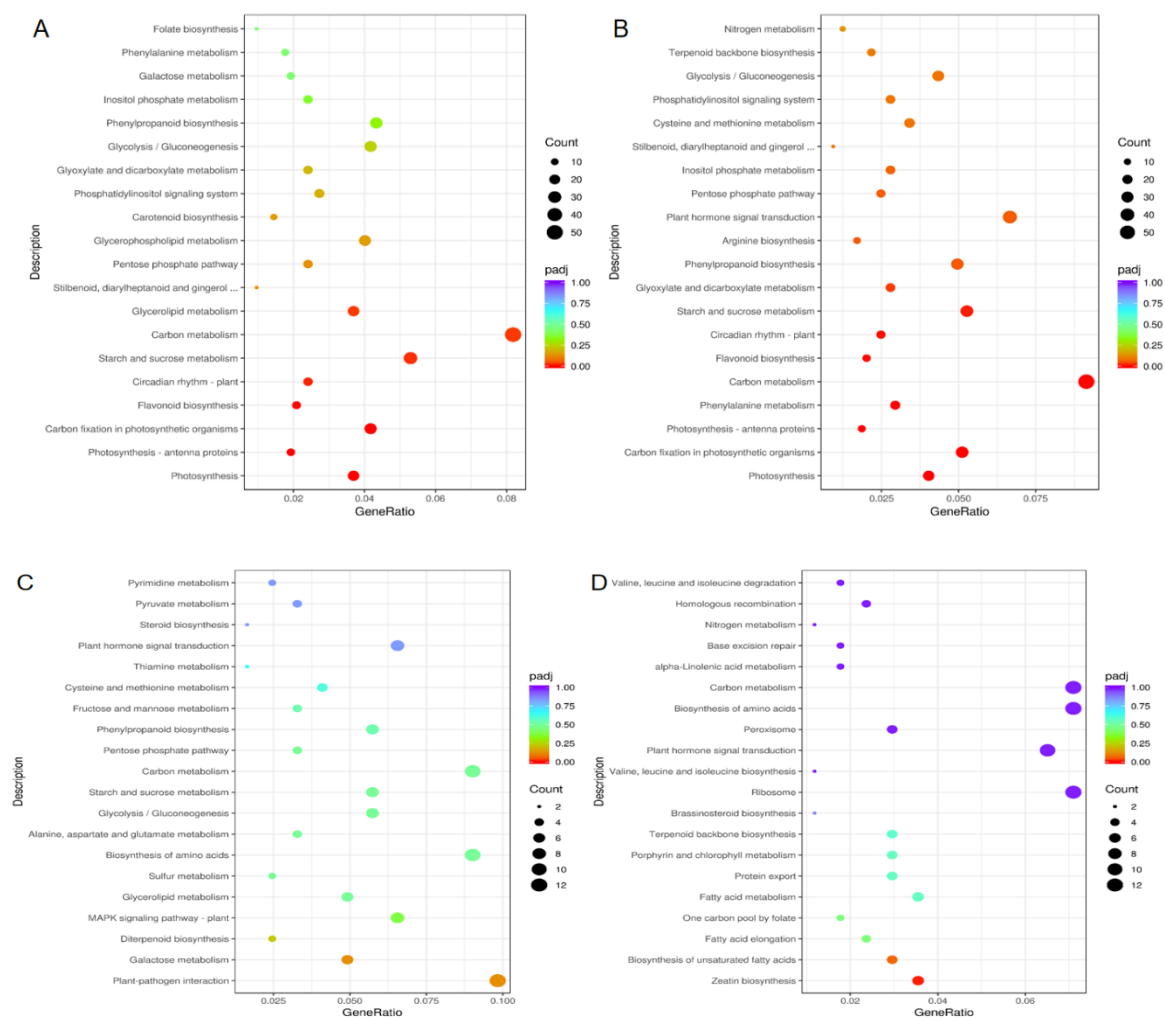 A
Folate biosynthesis
Phenylalanine metabolism
Galactose metabolism
Inositol phosphate metabolism
Phenylpropanoid biosynthesis
Glycolysis / Gluconeogenesis
Glyoxylate and dicarboxylate metabolism
Phosphatidylinositol signaling system
Carotenoid biosynthesis
Glycerophospholipid metabolism
Pentose phosphate pathway
Stilbenoid, diarylheptanoid and gingerol ...
Glycerolipid metabolism
Carbon metabolism
Starch and sucrose metabolism
Circadian rhythm - plant
Flavonoid biosynthesis
Carbon fixation in photosynthetic organisms
Photosynthesis - antenna proteins
Photosynthesis
Description
0.02 0.04 0.06 0.08
GeneRatio
Count
10
20
30
40
50
padj
1.00
0.75
0.50
0.25
0.00
B
Nitrogen metabolism
Terpenoid backbone biosynthesis
Glycolysis / Gluconeogenesis
Phosphatidylinositol signaling system
Cysteine and methionine metabolism
Stilbenoid, diarylheptanoid and gingerol ...
Inositol phosphate metabolism
Pentose phosphate pathway
Plant hormone signal transduction
Arginine biosynthesis
Phenylpropanoid biosynthesis
Glyoxylate and dicarboxylate metabolism
Starch and sucrose metabolism
Circadian rhythm - plant
Flavonoid biosynthesis
Carbon metabolism
Phenylalanine metabolism
Photosynthesis - antenna proteins
Carbon fixation in photosynthetic organisms
Photosynthesis
Description
0.025 0.050 0.075
GeneRatio
Count
10
20
30
40
50
padj
1.00
0.75
0.50
0.25
0.00
C
Pyrimidine metabolism
Pyruvate metabolism
Steroid biosynthesis
Plant hormone signal transduction
Thiamine metabolism
Cysteine and methionine metabolism
Fructose and mannose metabolism
Phenylpropanoid biosynthesis
Pentose phosphate pathway
Carbon metabolism
Starch and sucrose metabolism
Glycolysis / Gluconeogenesis
Alanine, aspartate and glutamate metabolism
Biosynthesis of amino acids
Sulfur metabolism
Glycerolipid metabolism
MAPK signaling pathway - plant
Diterpenoid biosynthesis
Galactose metabolism
Plant-pathogen interaction
Description
0.025 0.050 0.075 0.100
GeneRatio
padj
1.00
0.75
0.50
0.25
0.00
Count
2
4
6
8
10
12
D
Valine, leucine and isoleucine degradation
Homologous recombination
Nitrogen metabolism
Base excision repair
alpha-Linolenic acid metabolism
Carbon metabolism
Biosynthesis of amino acids
Peroxisome
Plant hormone signal transduction
Valine, leucine and isoleucine biosynthesis
Ribosome
Brassinosteroid biosynthesis
Terpenoid backbone biosynthesis
Porphyrin and chlorophyll metabolism
Protein export
Fatty acid metabolism
One carbon pool by folate
Fatty acid elongation
Biosynthesis of unsaturated fatty acids
Zeatin biosynthesis
Description
0.02 0.04 0.06
GeneRatio
padj
1.00
0.75
0.50
0.25
0.00
Count
2
4
6
8
10
12